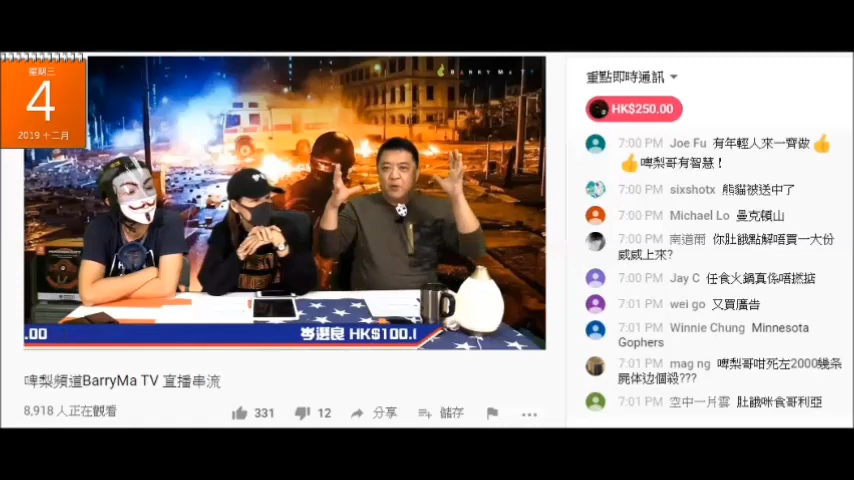 星期三
4
2019 十二月
BARRY MA TV
.00
岑選良 HK$100.
啤梨頻道BarryMa TV 直播串流
8,918 人正在觀看
331
12
分享
儲存
重點即時通訊
HK$250.00
7:00 PM Joe Fu 有年輕人來一齊做👍
👍啤梨哥有智慧！
7:00 PM sixshotx 熊貓被送中了
7:00 PM Michael Lo 曼克頓山
7:00 PM 南道爾 你肚餓點解唔買一大份
威威上來?
7:00 PM Jay C 任食火鍋真係唔撚掂
7:01 PM wei go 又買廣告
7:01 PM Winnie Chung Minnesota
Gophers
7:01 PM mag ng 啤梨哥咁死左2000幾条
屍体边個殺???
7:01 PM 空中一片雲 肚餓咪食哥利亞